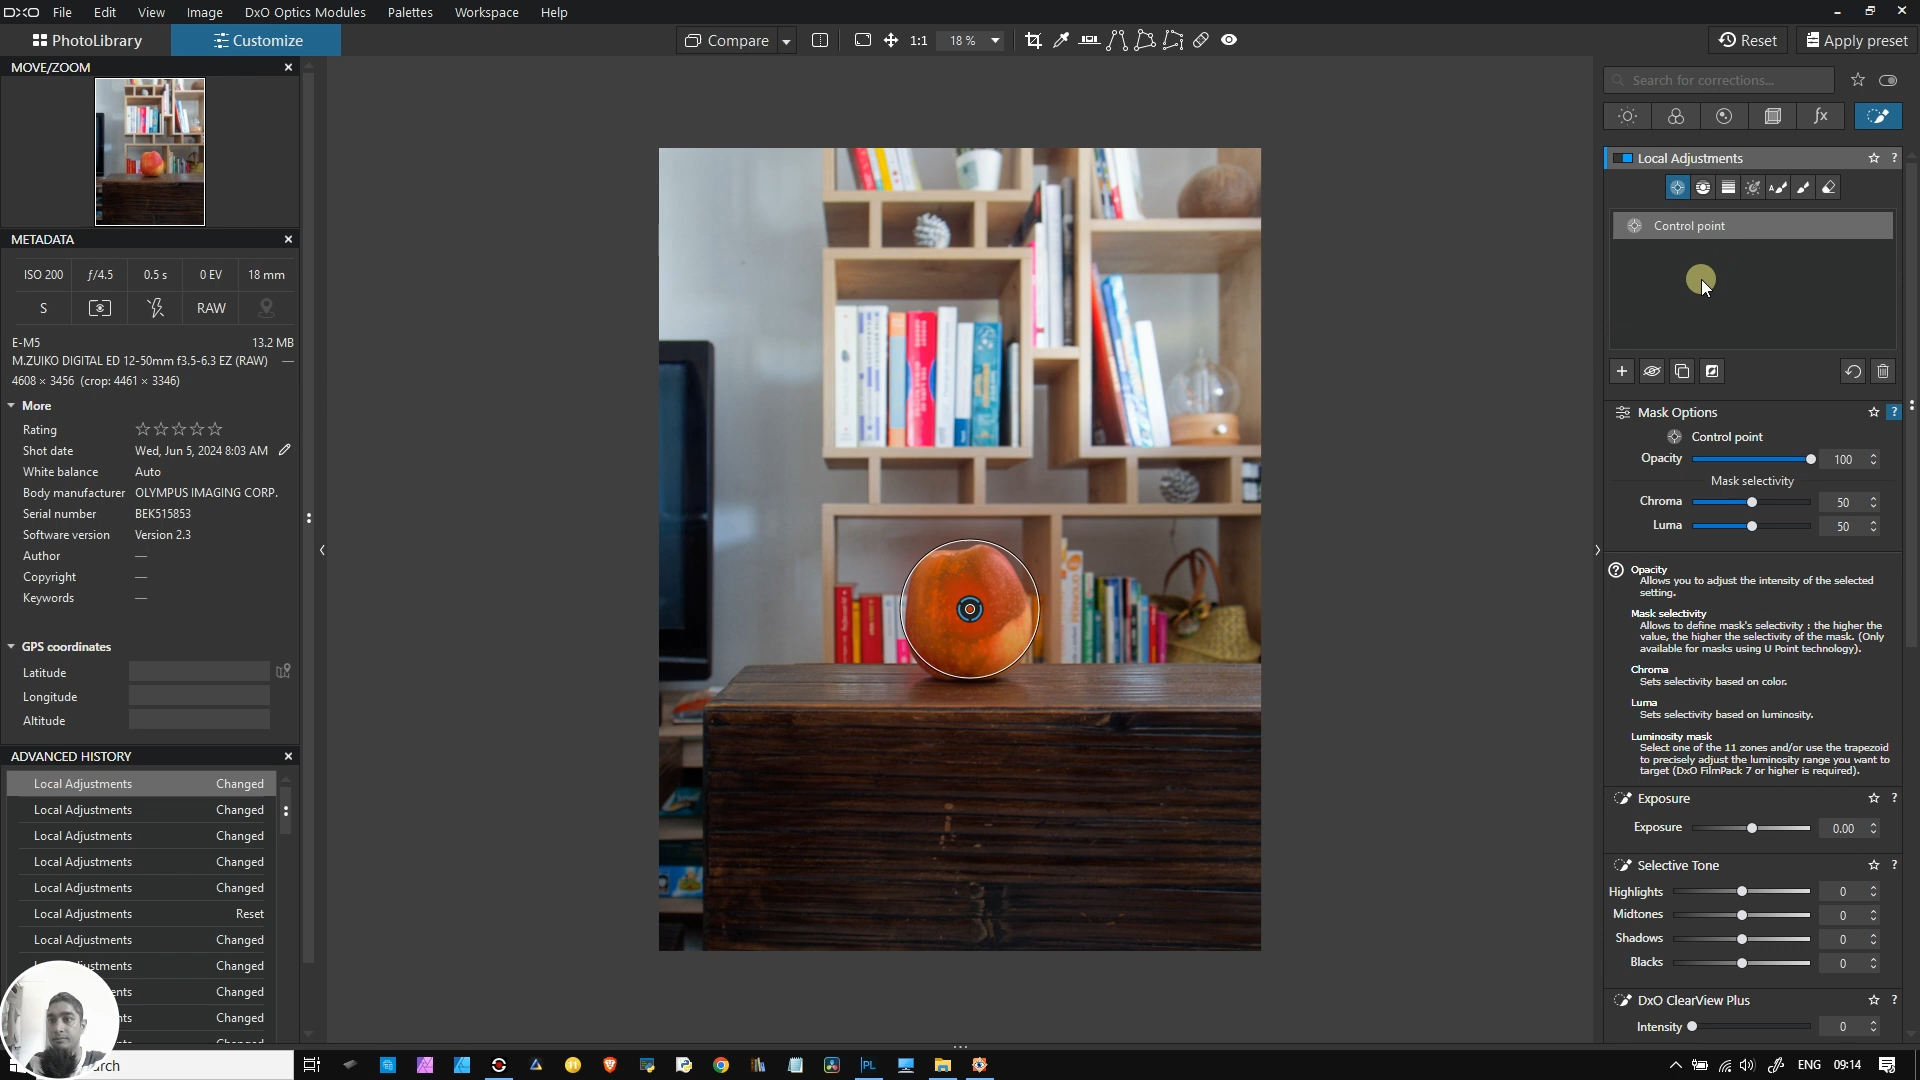 DXO File Edit View Image DxO Optics Modules Palettes Workspace Help
PhotoLibrary Customize Compare 1:1 18 % Reset Apply preset
MOVE/ZOOM
METADATA
ISO 200 ƒ/4.5 0.5 s 0 EV 18 mm
S RAW
E-M5 13.2 MB
M.ZUIKO DIGITAL ED 12-50mm f3.5-6.3 EZ (RAW) —
4608 × 3456 (crop: 4461 × 3346)
More
Rating
Shot date Wed, Jun 5, 2024 8:03 AM
White balance Auto
Body manufacturer OLYMPUS IMAGING CORP.
Serial number BEK515853
Software version Version 2.3
Author —
Copyright —
Keywords —
GPS coordinates
Latitude
Longitude
Altitude
ADVANCED HISTORY
Local Adjustments Changed
Local Adjustments Changed
Local Adjustments Changed
Local Adjustments Changed
Local Adjustments Changed
Local Adjustments Reset
Local Adjustments Changed
Changed
Changed
Changed
Search for corrections...
fx
Local Adjustments ?
Control point
Mask Options ?
Control point
Opacity 100
Mask selectivity
Chroma 50
Luma 50
Opacity
Allows you to adjust the intensity of the selected
setting.
Mask selectivity
Allows to define mask's selectivity : the higher the
value, the higher the selectivity of the mask. (Only
available for masks using U Point technology).
Chroma
Sets selectivity based on color.
Luma
Sets selectivity based on luminosity.
Luminosity mask
Select one of the 11 zones and/or use the trapezoid
to precisely adjust the luminosity range you want to
target (DxO FilmPack 7 or higher is required).
Exposure ?
Exposure 0.00
Selective Tone ?
Highlights 0
Midtones 0
Shadows 0
Blacks 0
DxO ClearView Plus ?
Intensity 0
PL ENG 09:14